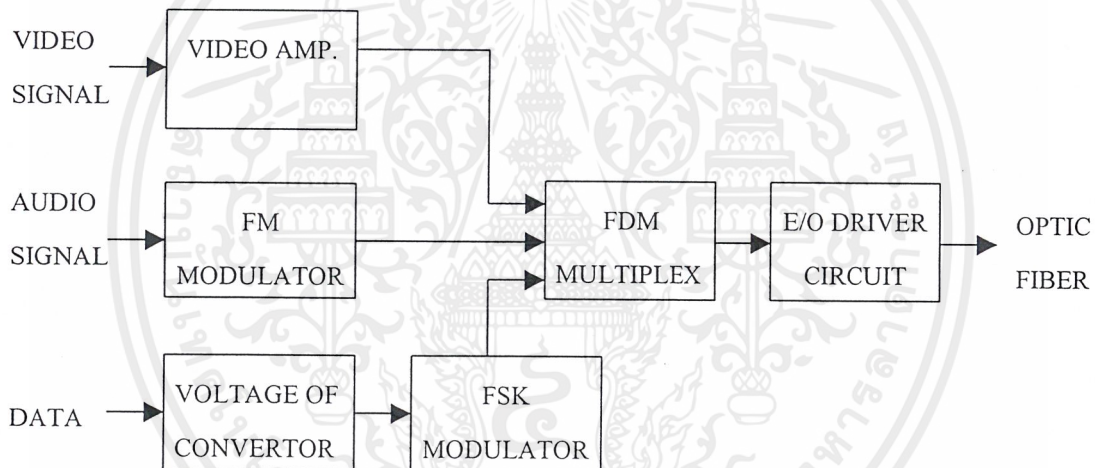 VIDEO
SIGNAL
VIDEO AMP.
AUDIO
SIGNAL
FM
MODULATOR
FDM
MULTIPLEX
E/O DRIVER
CIRCUIT
OPTIC
FIBER
DATA
VOLTAGE OF
CONVERTOR
FSK
MODULATOR